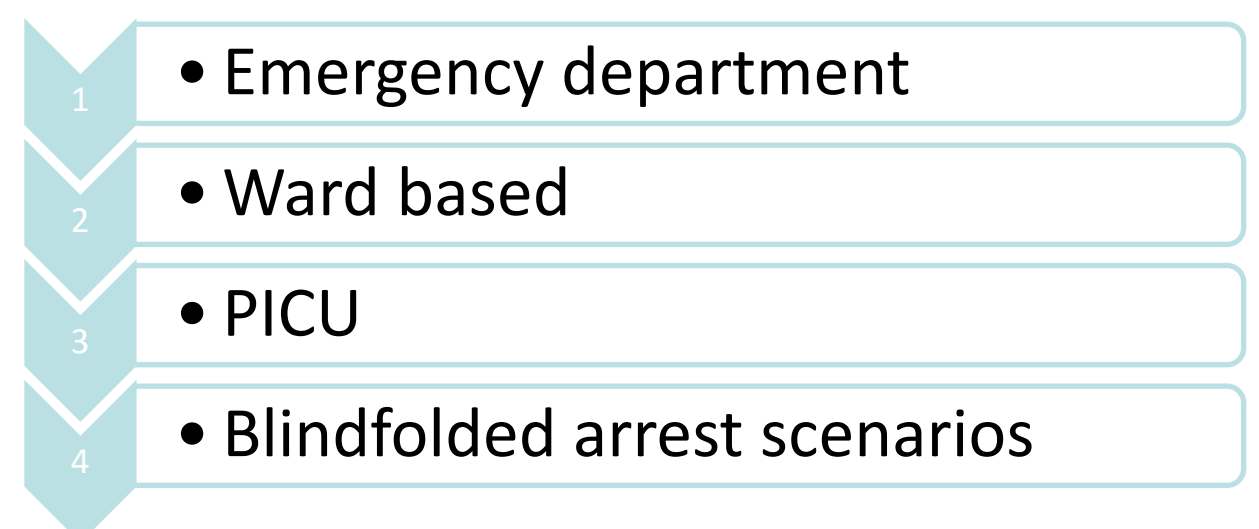 1
• Emergency department
2
• Ward based
3
• PICU
4
• Blindfolded arrest scenarios